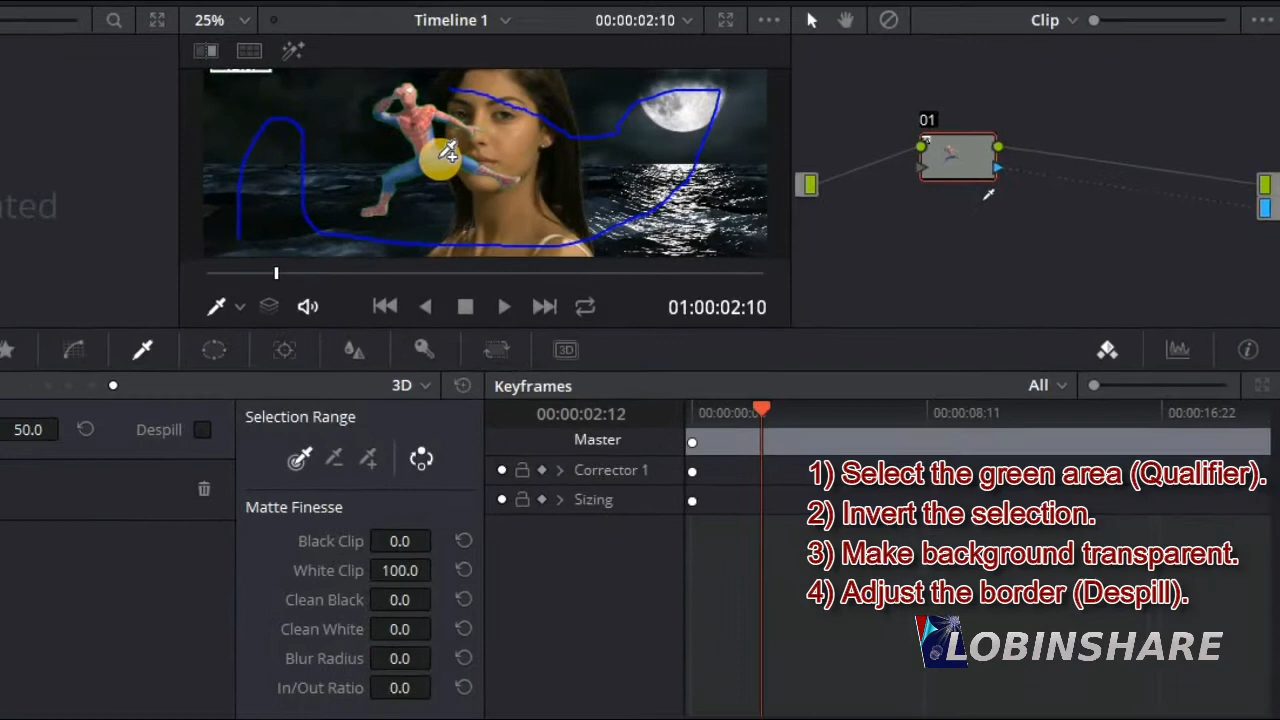 25%
Timeline 1
00:00:02:10
Clip
01
01:00:02:10
3D
3D
Keyframes
All
50.0
Despill
Selection Range
00:00:02:12
00:00:08:11
00:00:16:22
Master
Corrector 1
Sizing
Matte Finesse
Black Clip 0.0
White Clip 100.0
Clean Black 0.0
Clean White 0.0
Blur Radius 0.0
In/Out Ratio 0.0
1) Select the green area (Qualifier).
2) Invert the selection.
3) Make background transparent.
4) Adjust the border (Despill).
LOBINSHARE